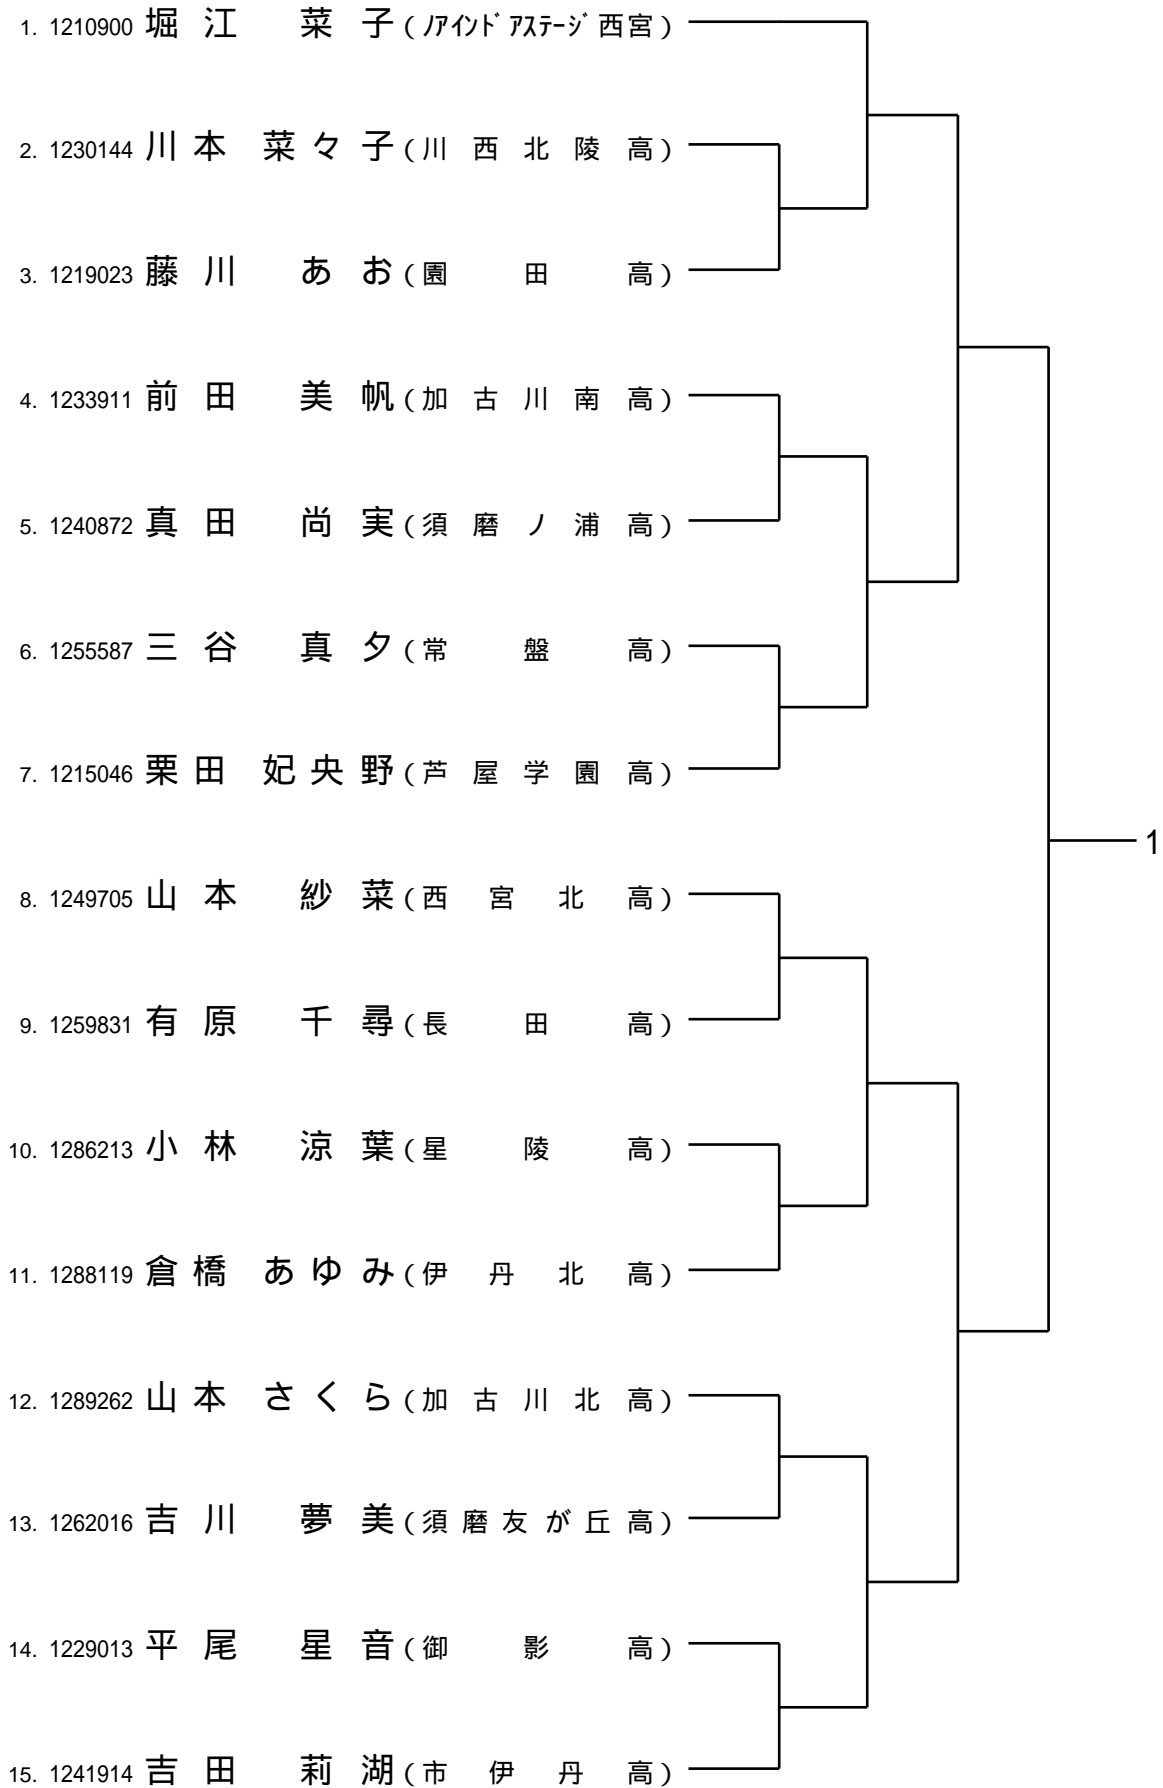 1. 1210900 堀江 菜子(ﾉｱｲﾝﾄﾞｱｽﾃｰｼﾞ西宮)
2. 1230144 川本 菜々子(川西北陵高)
3. 1219023 藤川 あお(園田高)
4. 1233911 前田 美帆(加古川南高)
5. 1240872 真田 尚実(須磨ノ浦高)
6. 1255587 三谷 真夕(常盤高)
7. 1215046 栗田 妃央野(芦屋学園高)
1
8. 1249705 山本 紗菜(西宮北高)
9. 1259831 有原 千尋(長田高)
10. 1286213 小林 涼葉(星陵高)
11. 1288119 倉橋 あゆみ(伊丹北高)
12. 1289262 山本 さくら(加古川北高)
13. 1262016 吉川 夢美(須磨友が丘高)
14. 1229013 平尾 星音(御影高)
15. 1241914 吉田 莉湖(市伊丹高)